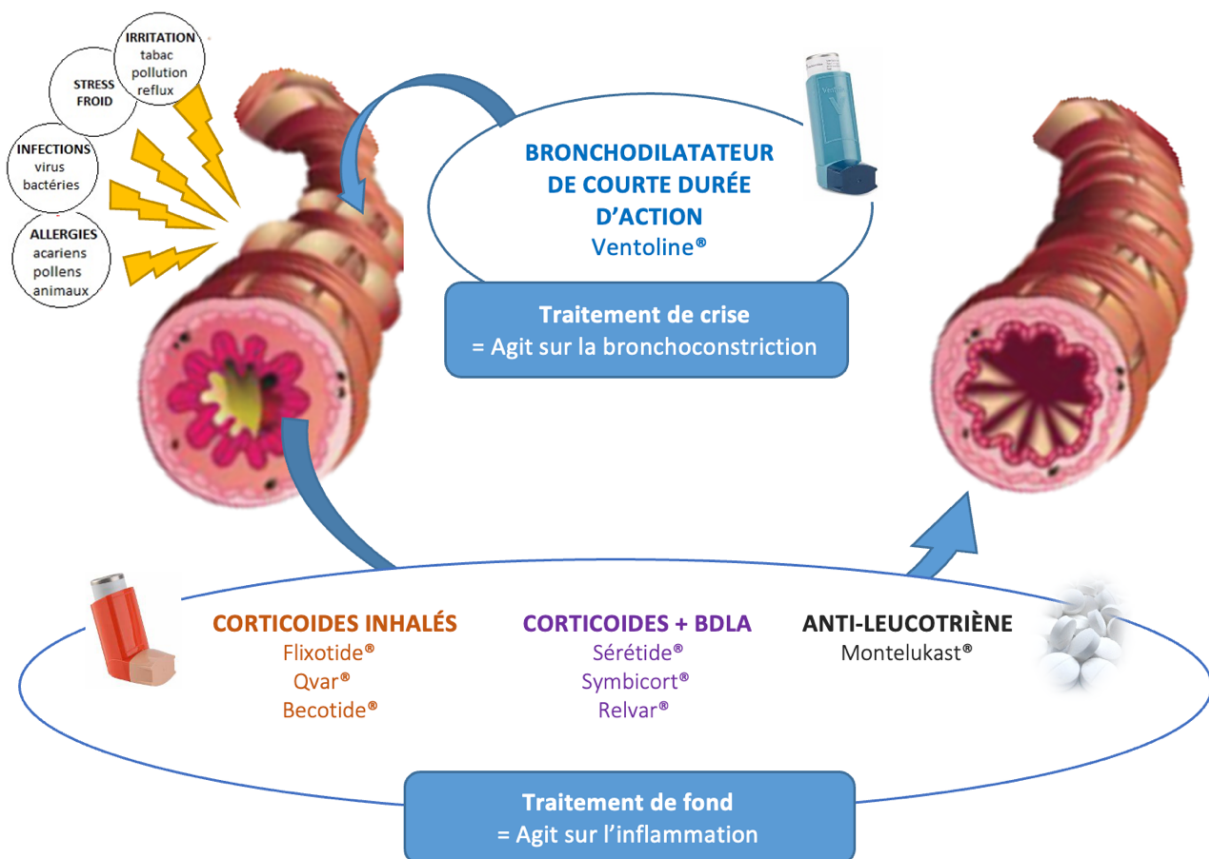 IRRITATION
tabac
pollution
reflux
STRESS
FROID
INFECTIONS
virus
bactéries
ALLERGIES
acariens
pollens
animaux
BRONCHODILATATEUR
DE COURTE DURÉE
D'ACTION
Ventoline®
Traitement de crise
= Agit sur la bronchoconstriction
CORTICOIDES INHALÉS
Flixotide®
Qvar®
Becotide®
CORTICOIDES + BDLA
Sérétide®
Symbicort®
Relvar®
ANTI-LEUCOTRIÈNE
Montelukast®
Traitement de fond
= Agit sur l'inflammation